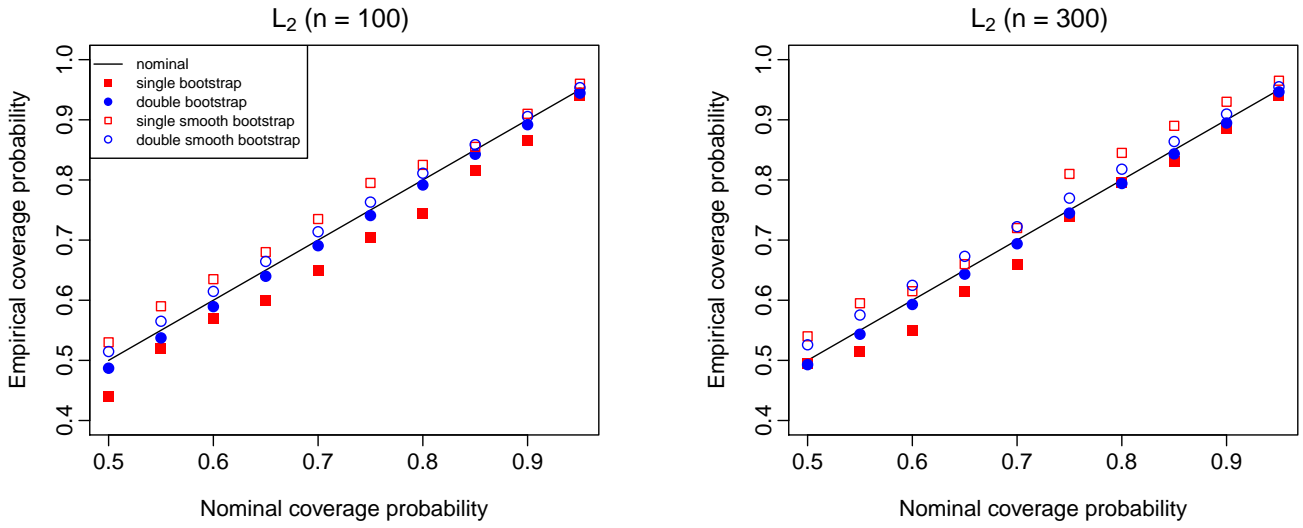 L2 (n = 100)
nominal
single bootstrap
double bootstrap
single smooth bootstrap
double smooth bootstrap
Empirical coverage probability
1.0
0.9
0.8
0.7
0.6
0.5
0.4
0.5 0.6 0.7 0.8 0.9
Nominal coverage probability
L2 (n = 300)
Empirical coverage probability
1.0
0.9
0.8
0.7
0.6
0.5
0.4
0.5 0.6 0.7 0.8 0.9
Nominal coverage probability